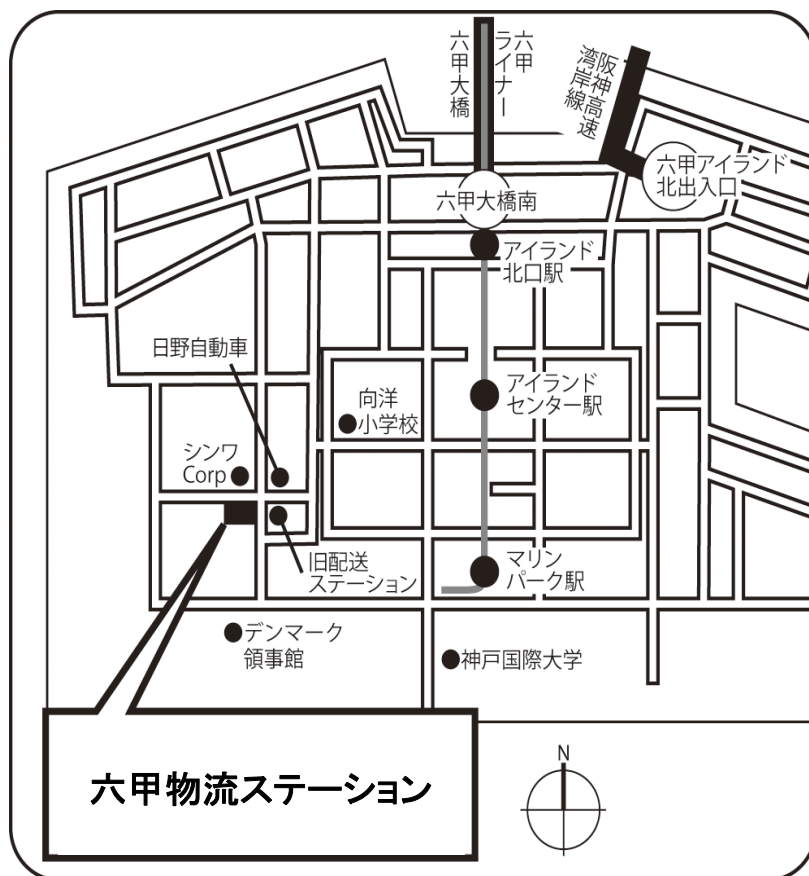 六甲大橋
六甲
ライナー
阪神高速
湾岸線
六甲アイランド
北出入口
六甲大橋南
アイランド
北口駅
日野自動車
アイランド
センター駅
向洋
小学校
シンワ
Corp
旧配送
ステーション
マリン
パーク駅
デンマーク
領事館
神戸国際大学
六甲物流ステーション
N